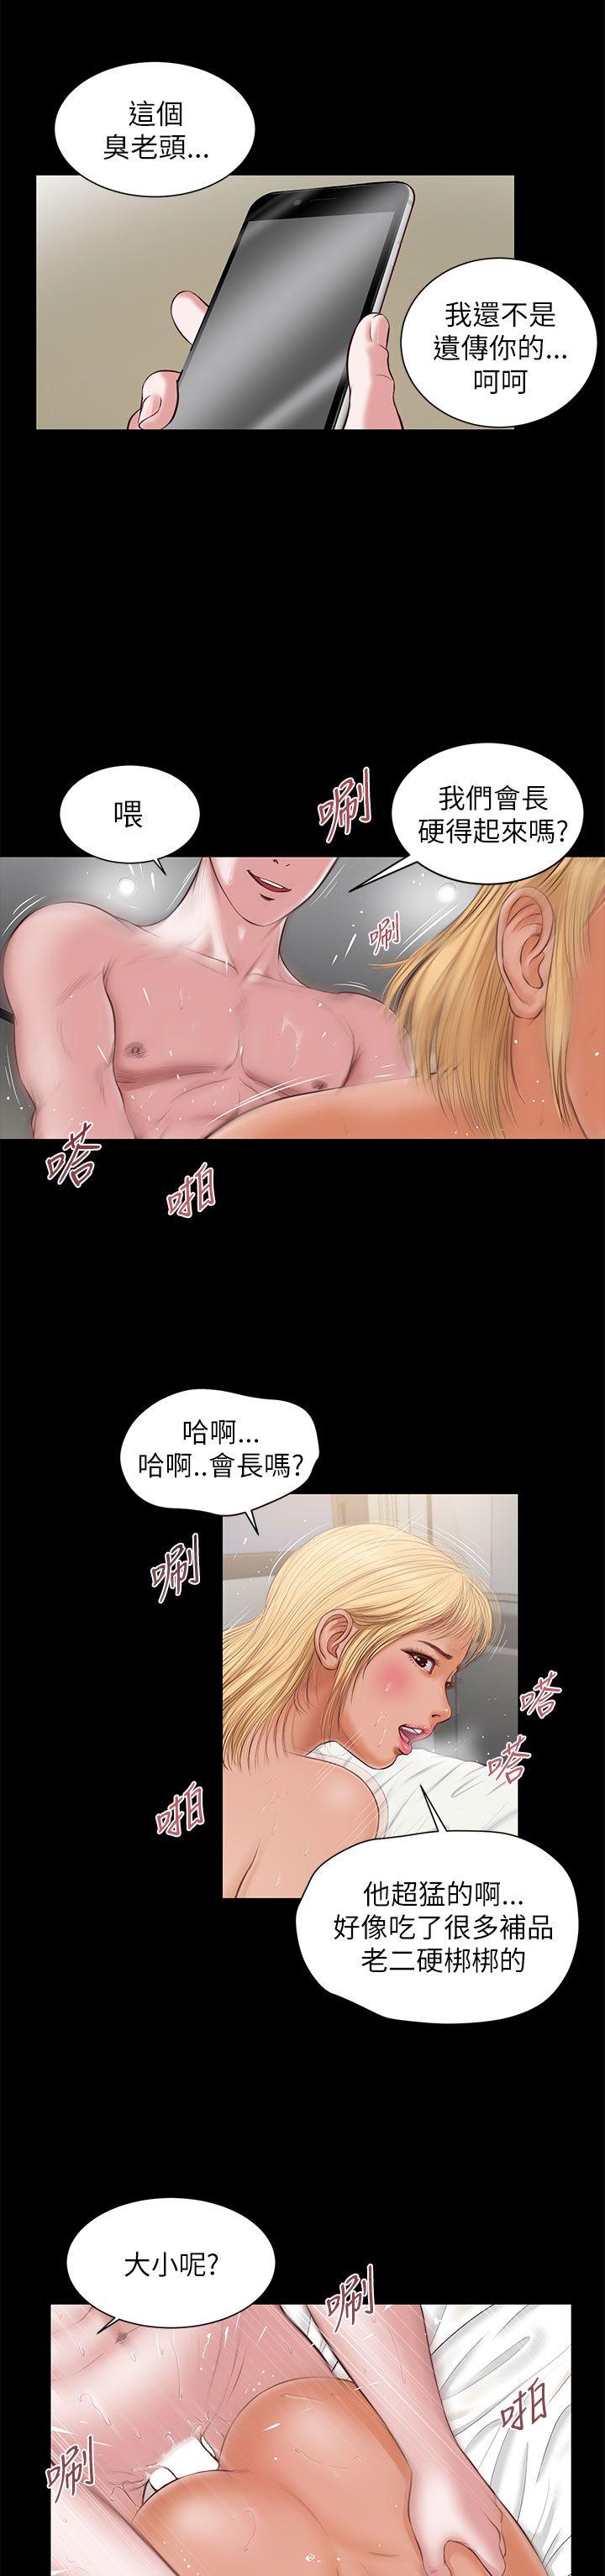 這個
臭老頭...
我還不是
遺傳你的...
呵呵
喂
唰
我們會長
硬得起來嗎?
唰
嗒
啪
哈啊...
哈啊..會長嗎?
唰
嗒
嗒
啪
他超猛的啊...
好像吃了很多補品
老二硬梆梆的
大小呢?
唰
啪
唰